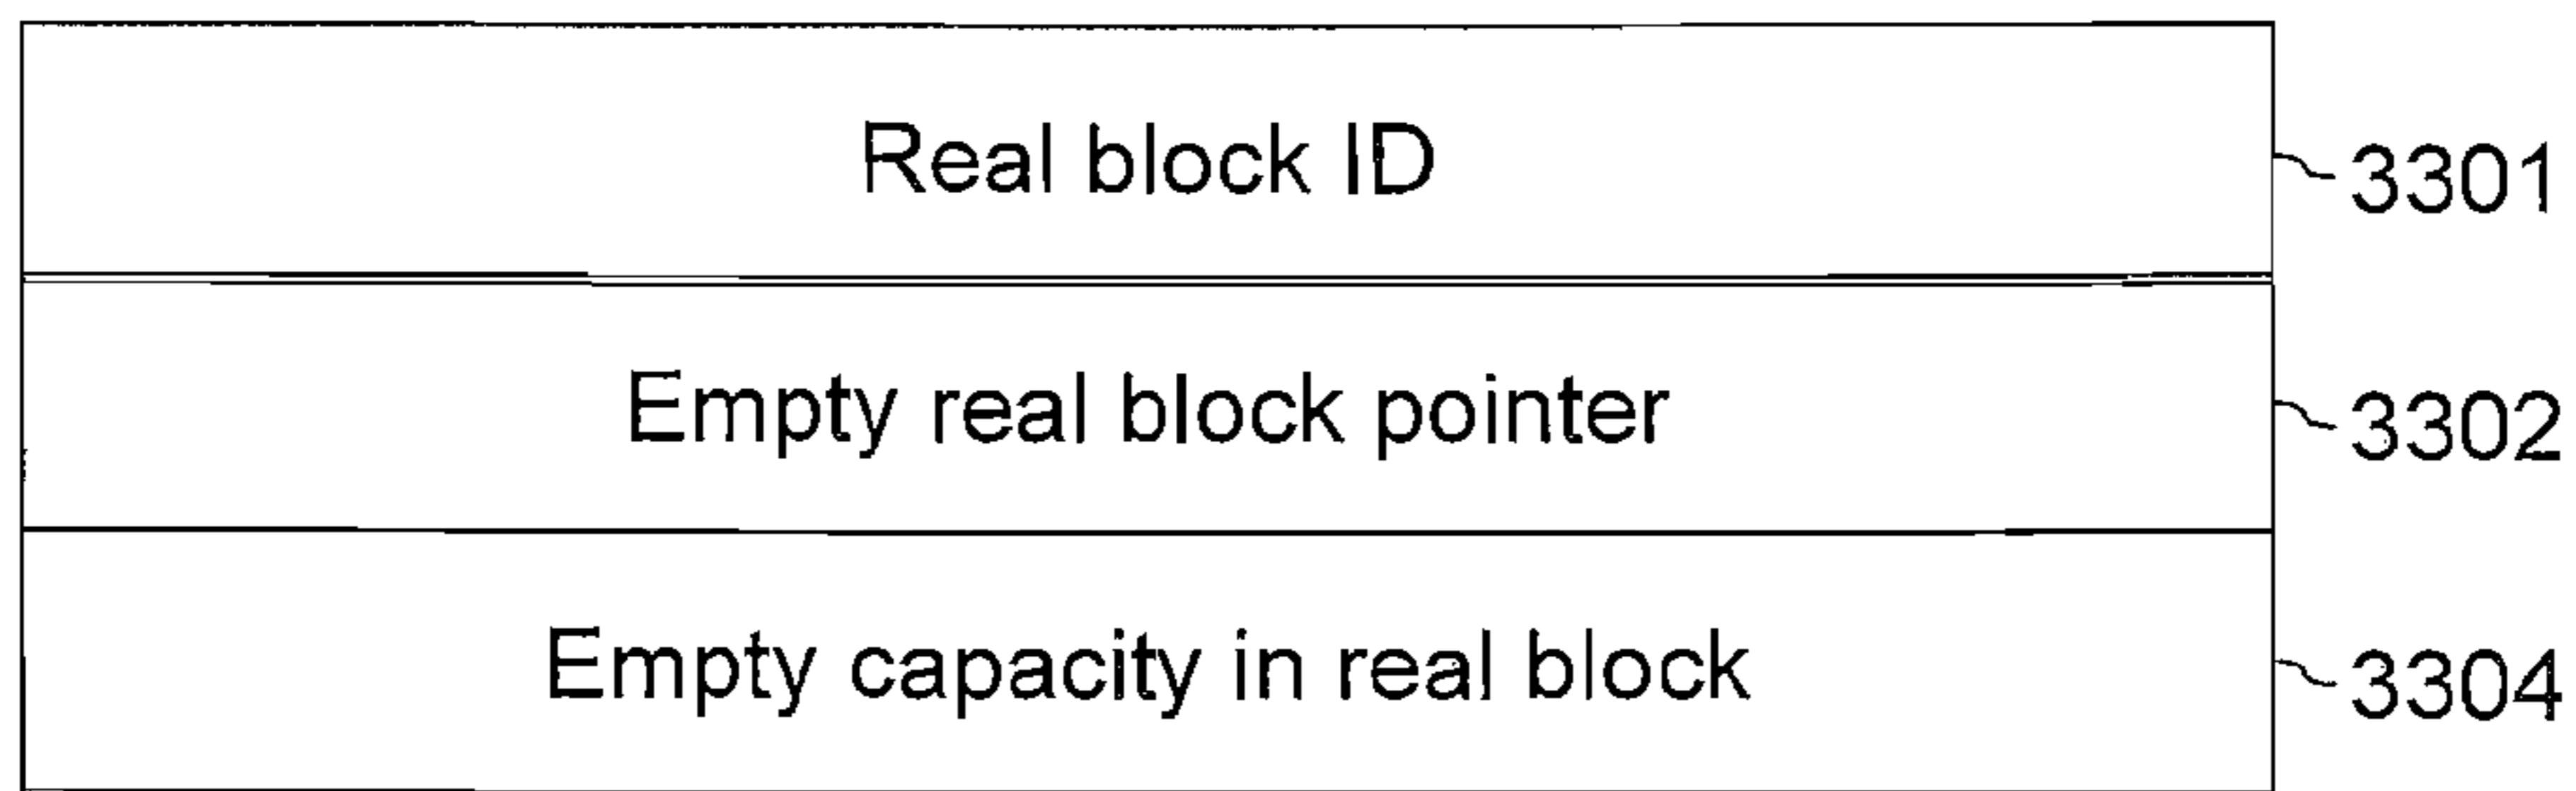 Real block ID 3301
Empty real block pointer 3302
Empty capacity in real block 3304